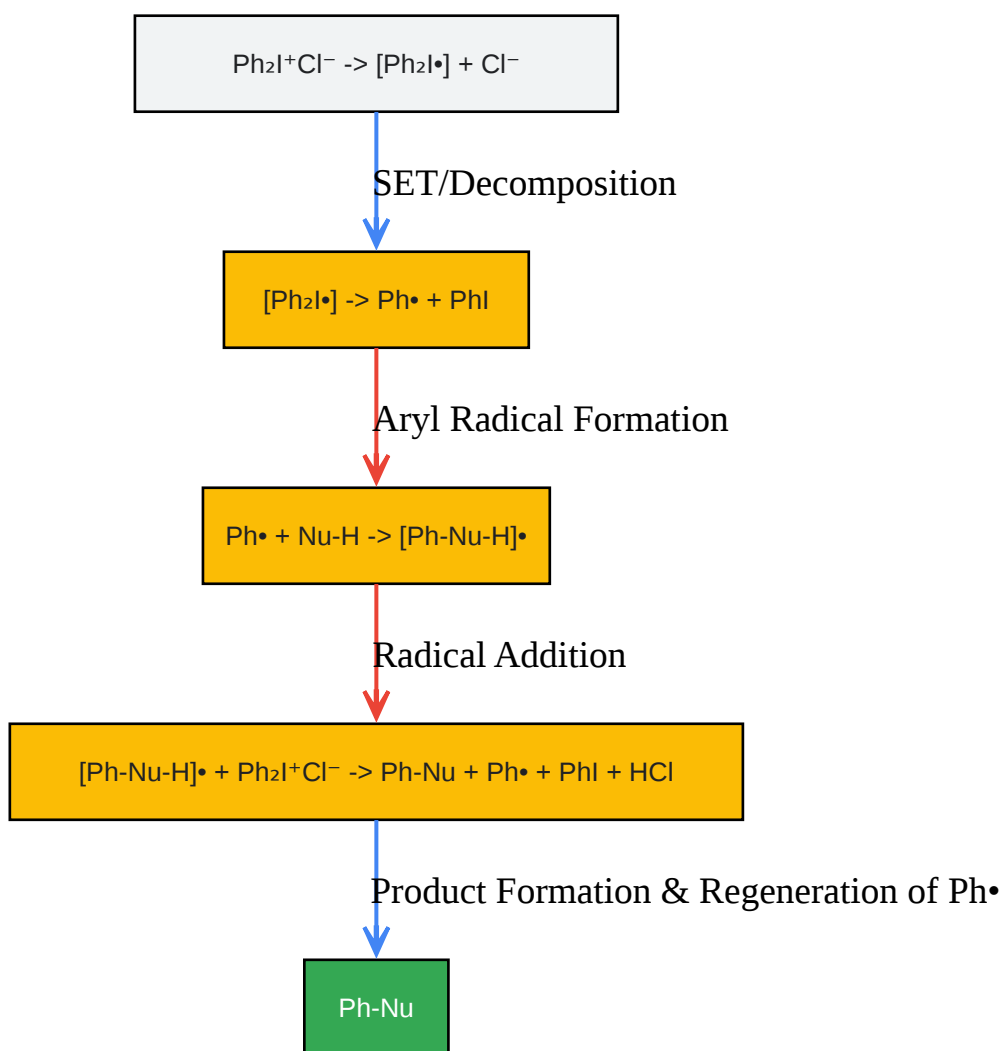 Ph₂I⁺Cl⁻ -> [Ph₂I•] + Cl⁻
SET/Decomposition
[Ph₂I•] -> Ph• + PhI
Aryl Radical Formation
Ph• + Nu-H -> [Ph-Nu-H]•
Radical Addition
[Ph-Nu-H]• + Ph₂I⁺Cl⁻ -> Ph-Nu + Ph• + PhI + HCl
Product Formation & Regeneration of Ph•
Ph-Nu